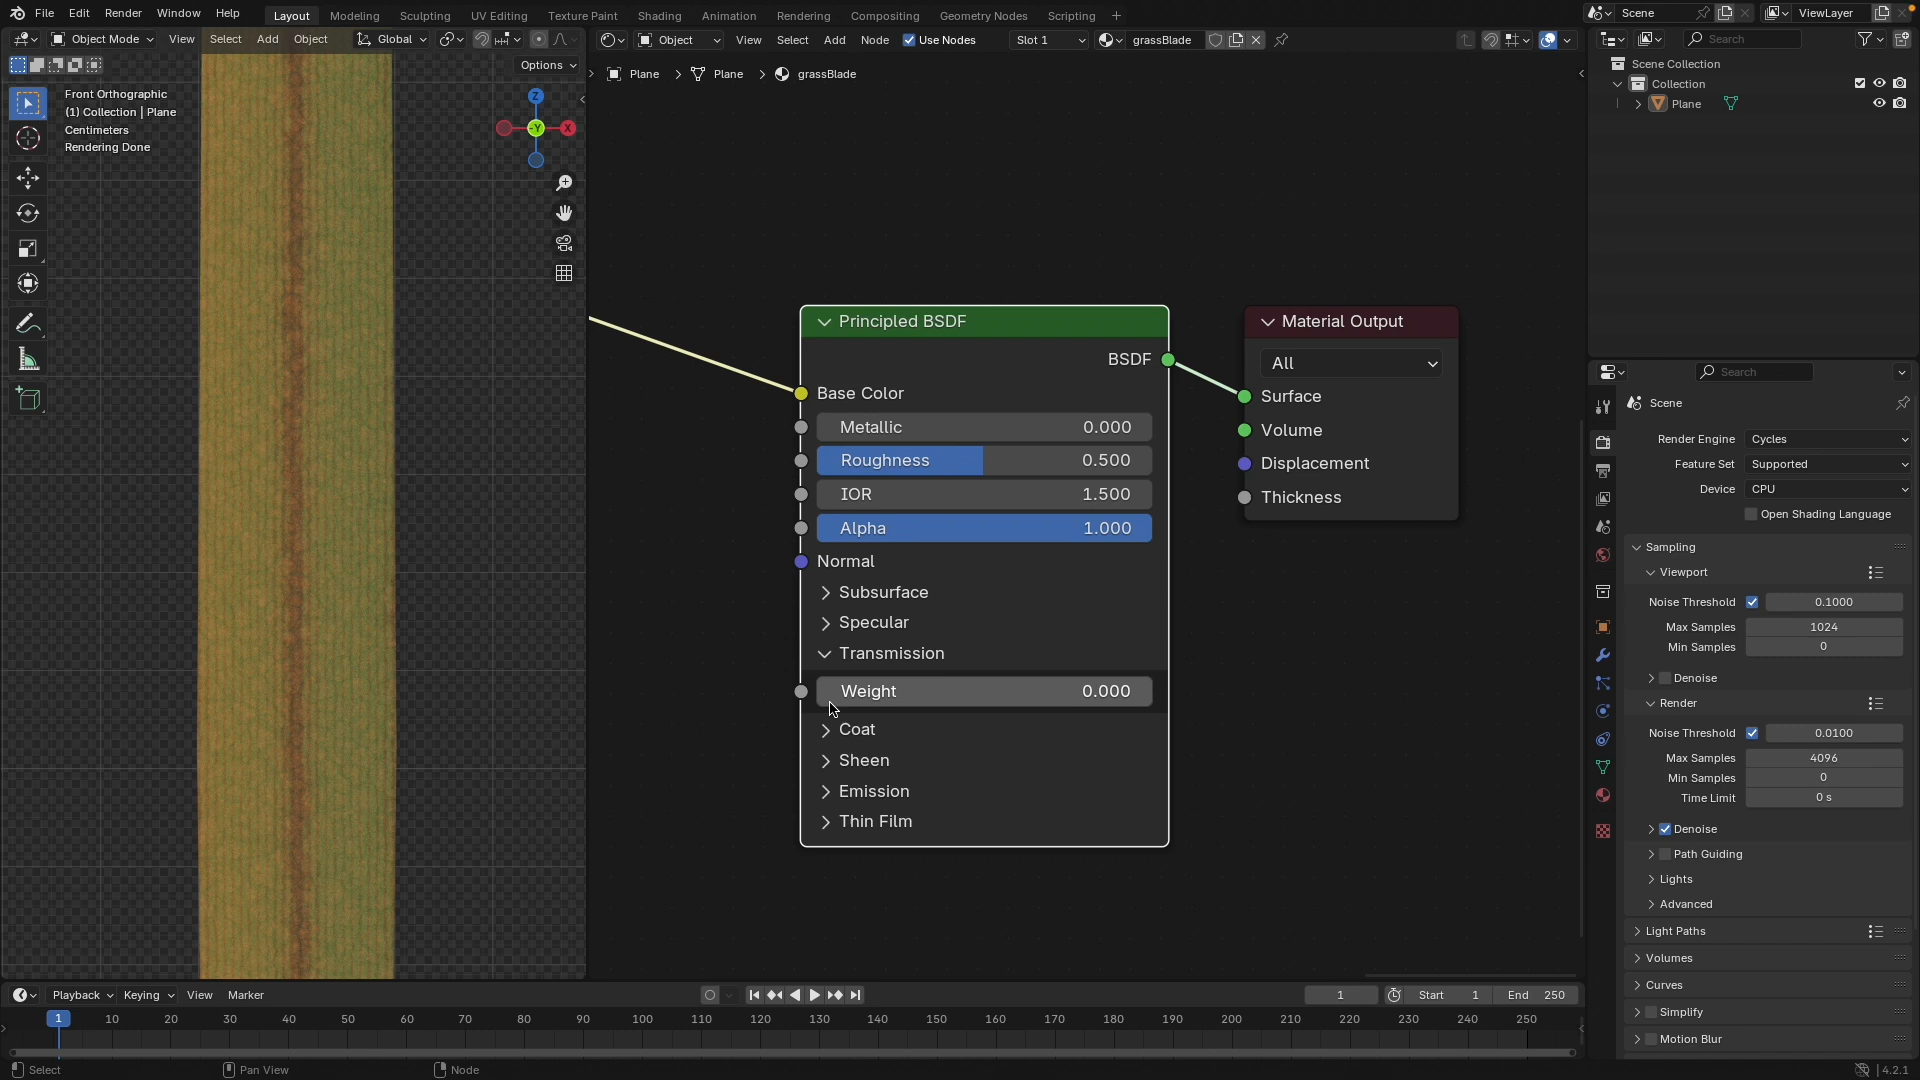 File Edit Render Window Help Layout Modeling Sculpting UV Editing Texture Paint Shading Animation Rendering Compositing Geometry Nodes Scripting + Scene ViewLayer
Object Mode View Select Add Object Global
Object View Select Add Node Use Nodes Slot 1 grassBlade
Search
Options
Plane > Plane > grassBlade
Scene Collection
Collection
Plane
Front Orthographic
(1) Collection | Plane
Centimeters
Rendering Done
Z
-Y
X
Principled BSDF
BSDF
Base Color
Metallic 0.000
Roughness 0.500
IOR 1.500
Alpha 1.000
Normal
Subsurface
Specular
Transmission
Weight 0.000
Coat
Sheen
Emission
Thin Film
Material Output
All
Surface
Volume
Displacement
Thickness
Search
Scene
Render Engine Cycles
Feature Set Supported
Device CPU
Open Shading Language
Sampling
Viewport
Noise Threshold 0.1000
Max Samples 1024
Min Samples 0
Denoise
Render
Noise Threshold 0.0100
Max Samples 4096
Min Samples 0
Time Limit 0 s
Denoise
Path Guiding
Lights
Advanced
Light Paths
Volumes
Curves
Simplify
Motion Blur
Playback Keying View Marker 1 Start 1 End 250
1 10 20 30 40 50 60 70 80 90 100 110 120 130 140 150 160 170 180 190 200 210 220 230 240 250
Select Pan View Node 4.2.1